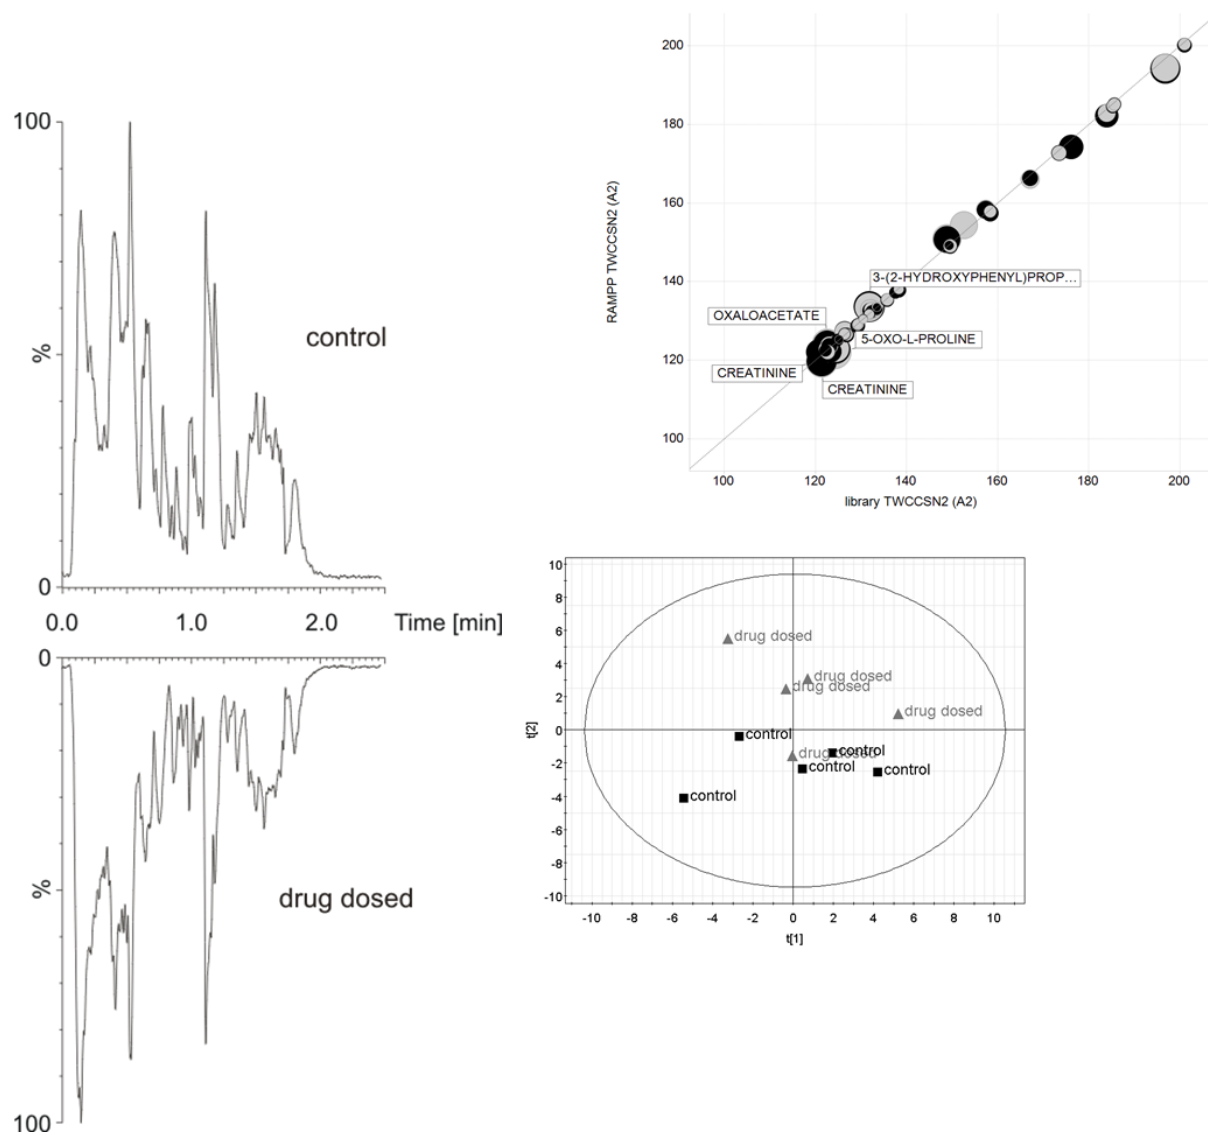 100
%
0
control
0.0
1.0
2.0
Time [min]
0
%
100
drug dosed
RAMPP TWCCSN2 (A2)
200
180
160
140
120
100
3-(2-HYDROXYPHENYL)PROP...
OXALOACETATE
5-OXO-L-PROLINE
CREATININE
CREATININE
100 120 140 160 180 200
library TWCCSN2 (A2)
t[2]
10
8
6
4
2
0
-2
-4
-6
-8
-10
drug dosed
drug dosed
drug dosed
drug dosed
control
control
drug dosed
control
control
control
-10 -8 -6 -4 -2 0 2 4 6 8 10
t[1]